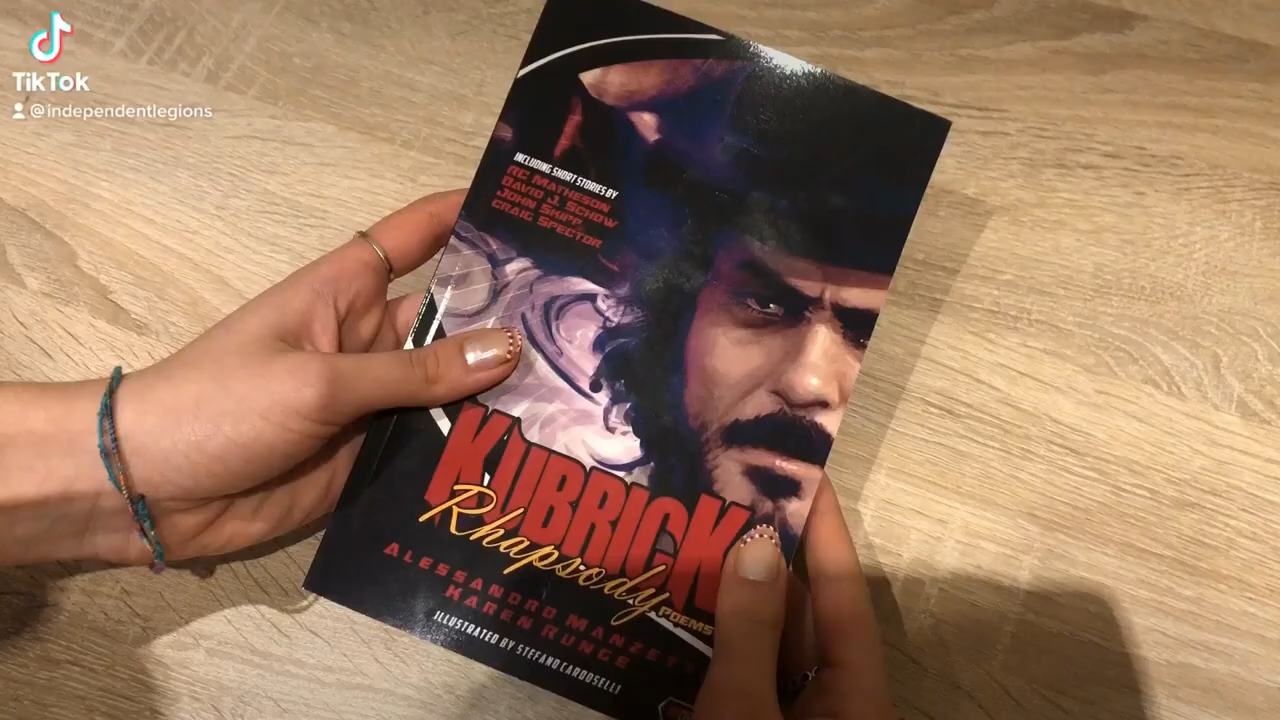 TikTok
@independentlegions
INCLUDING SHORT STORIES BY
RC MATHESON
DAVID J. SCHOW
JOHN SKIPP
CRAIG SPECTOR
KUBRICK
Rhapsody
POEMS
ALESSANDRO MANZETTI
KAREN RUNGE
ILLUSTRATED BY STEFANO CARDOSELLI